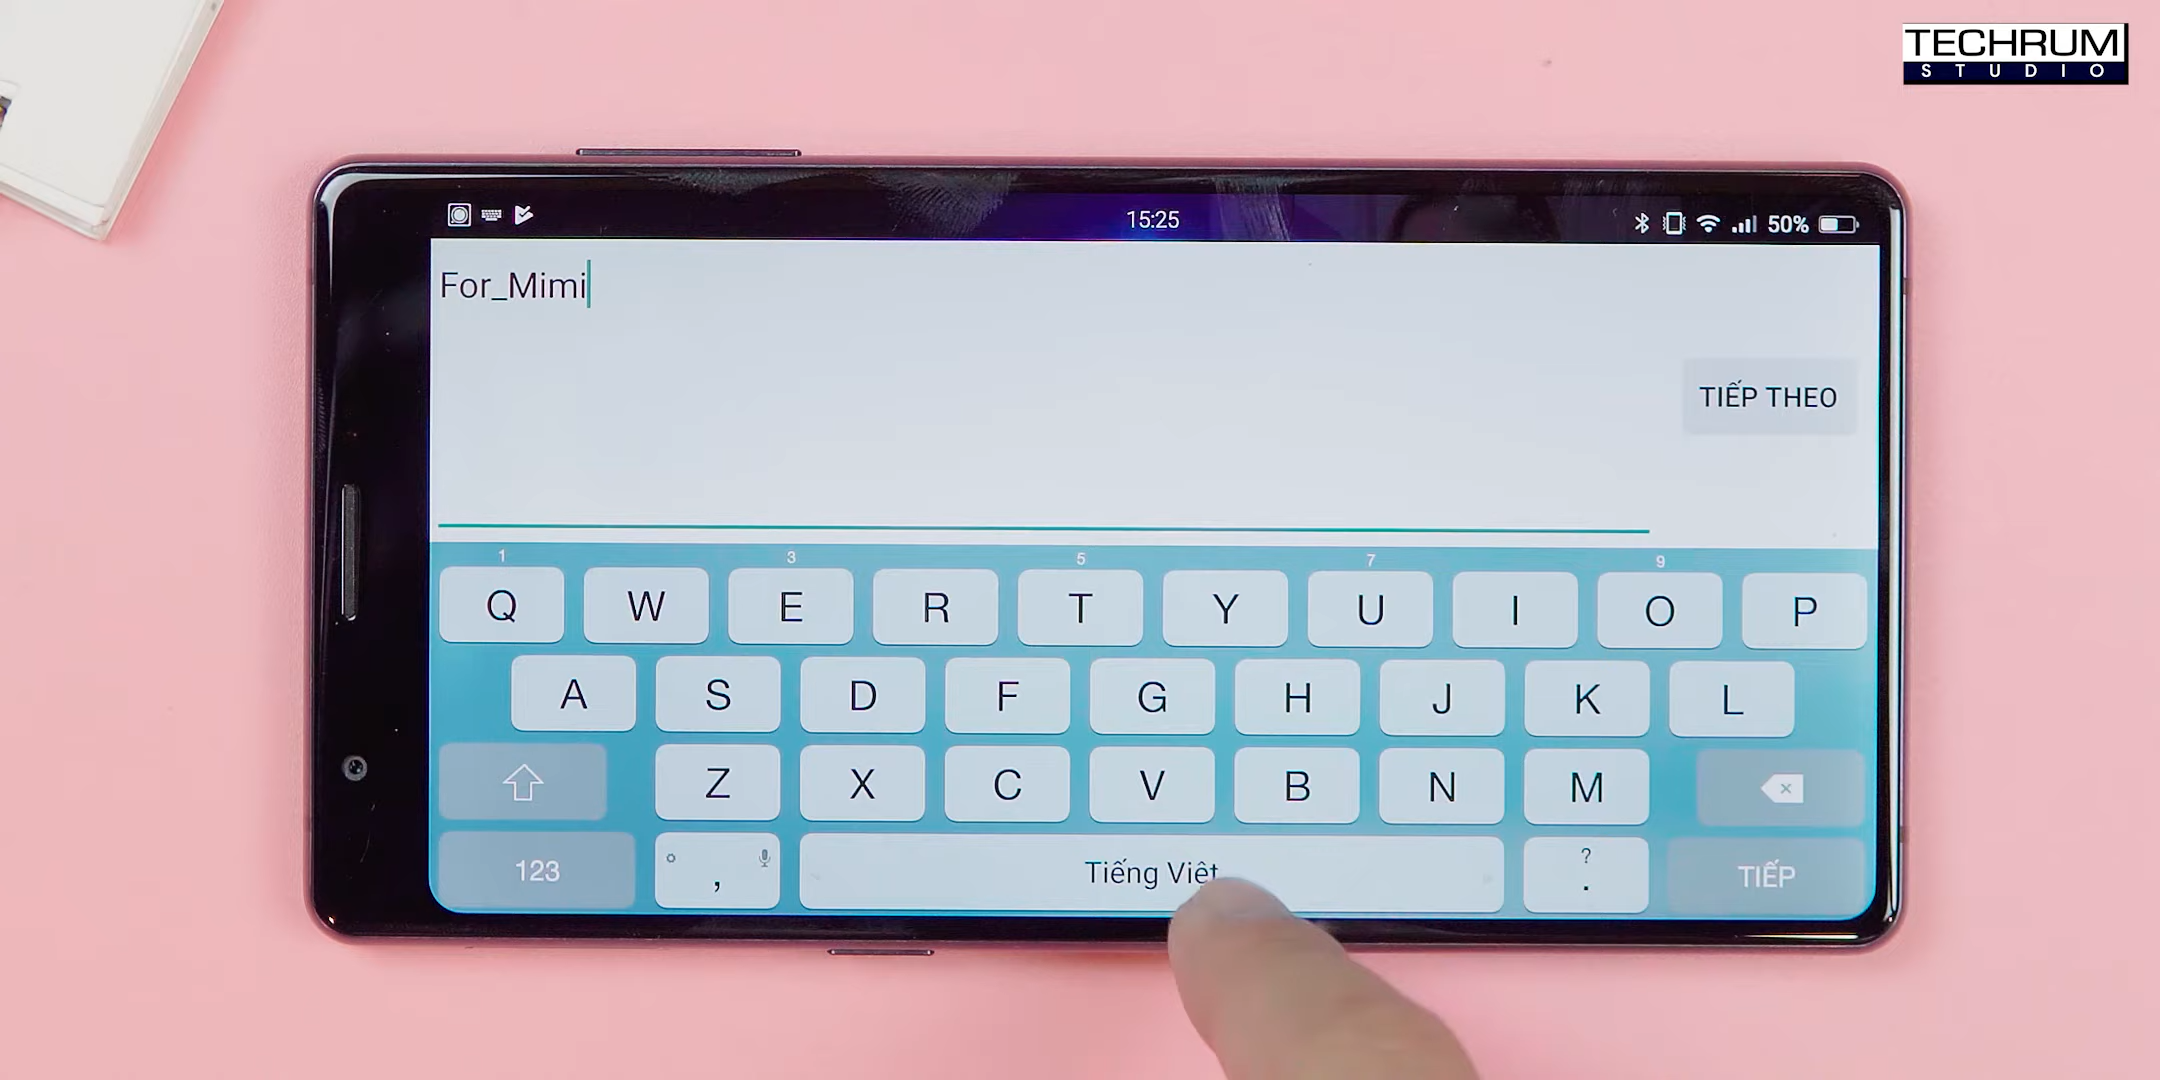 TECHRUM
STUDIO
15:25
50%
For_Mimi
TIẾP THEO
1 3 5 7 9
Q W E R T Y U I O P
A S D F G H J K L
Z X C V B N M
123 , Tiếng Việt ? . TIẾP